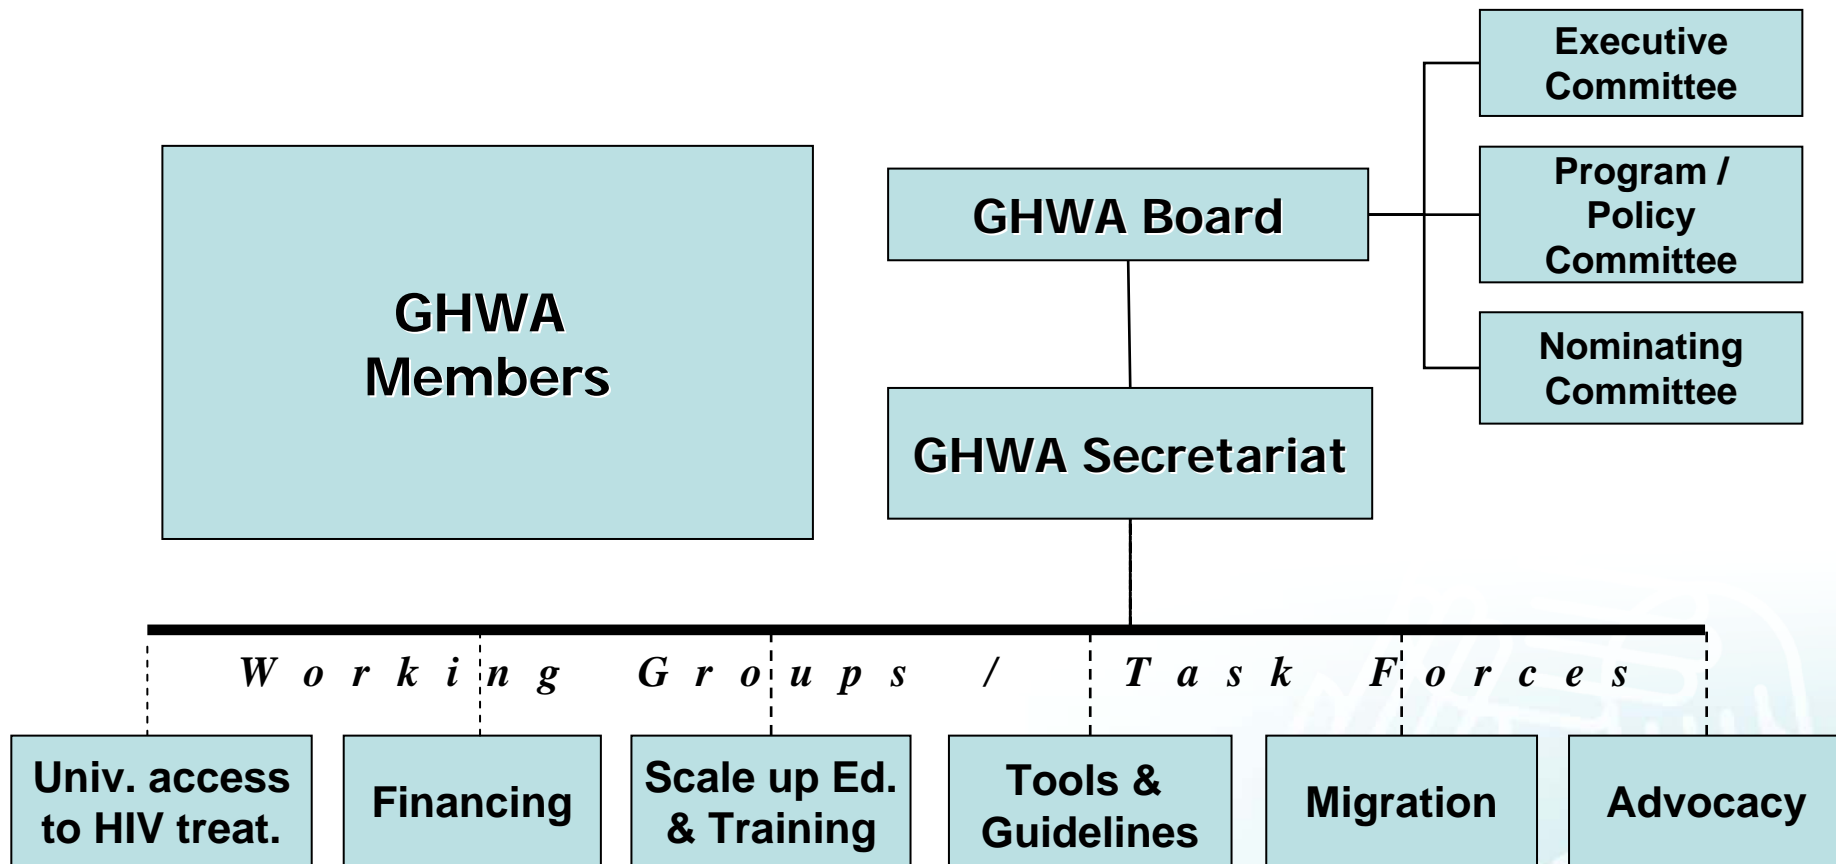 Executive
Committee
Program /
Policy
Committee
Nominating
Committee
GHWA
Members
GHWA Board
GHWA Secretariat
Working Groups / Task Forces
Univ. access
to HIV treat.
Financing
Scale up Ed.
& Training
Tools &
Guidelines
Migration
Advocacy